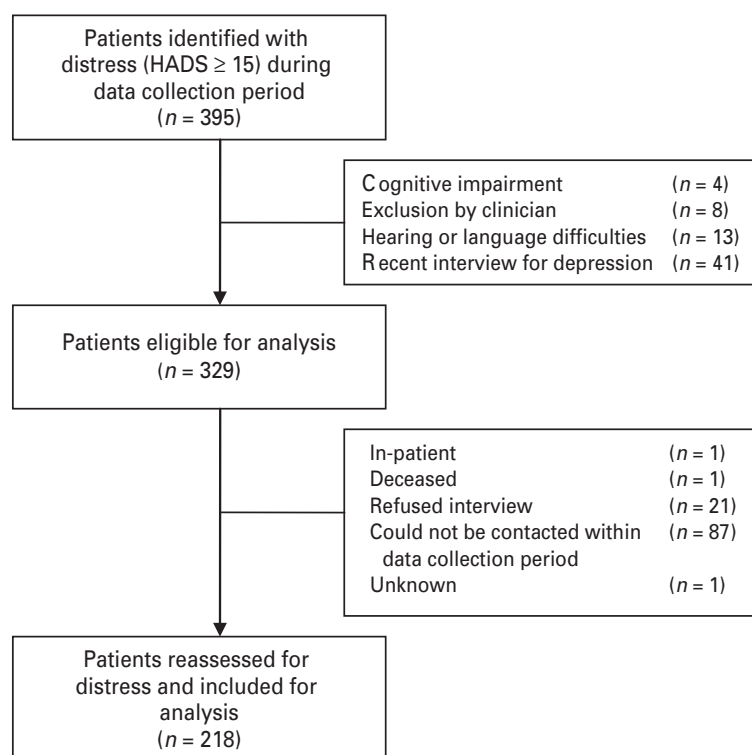 Patients identified with
distress (HADS ≥ 15) during
data collection period
(n = 395)
Cognitive impairment (n = 4)
Exclusion by clinician (n = 8)
Hearing or language difficulties (n = 13)
Recent interview for depression (n = 41)
Patients eligible for analysis
(n = 329)
In-patient (n = 1)
Deceased (n = 1)
Refused interview (n = 21)
Could not be contacted within (n = 87)
data collection period
Unknown (n = 1)
Patients reassessed for
distress and included for
analysis
(n = 218)